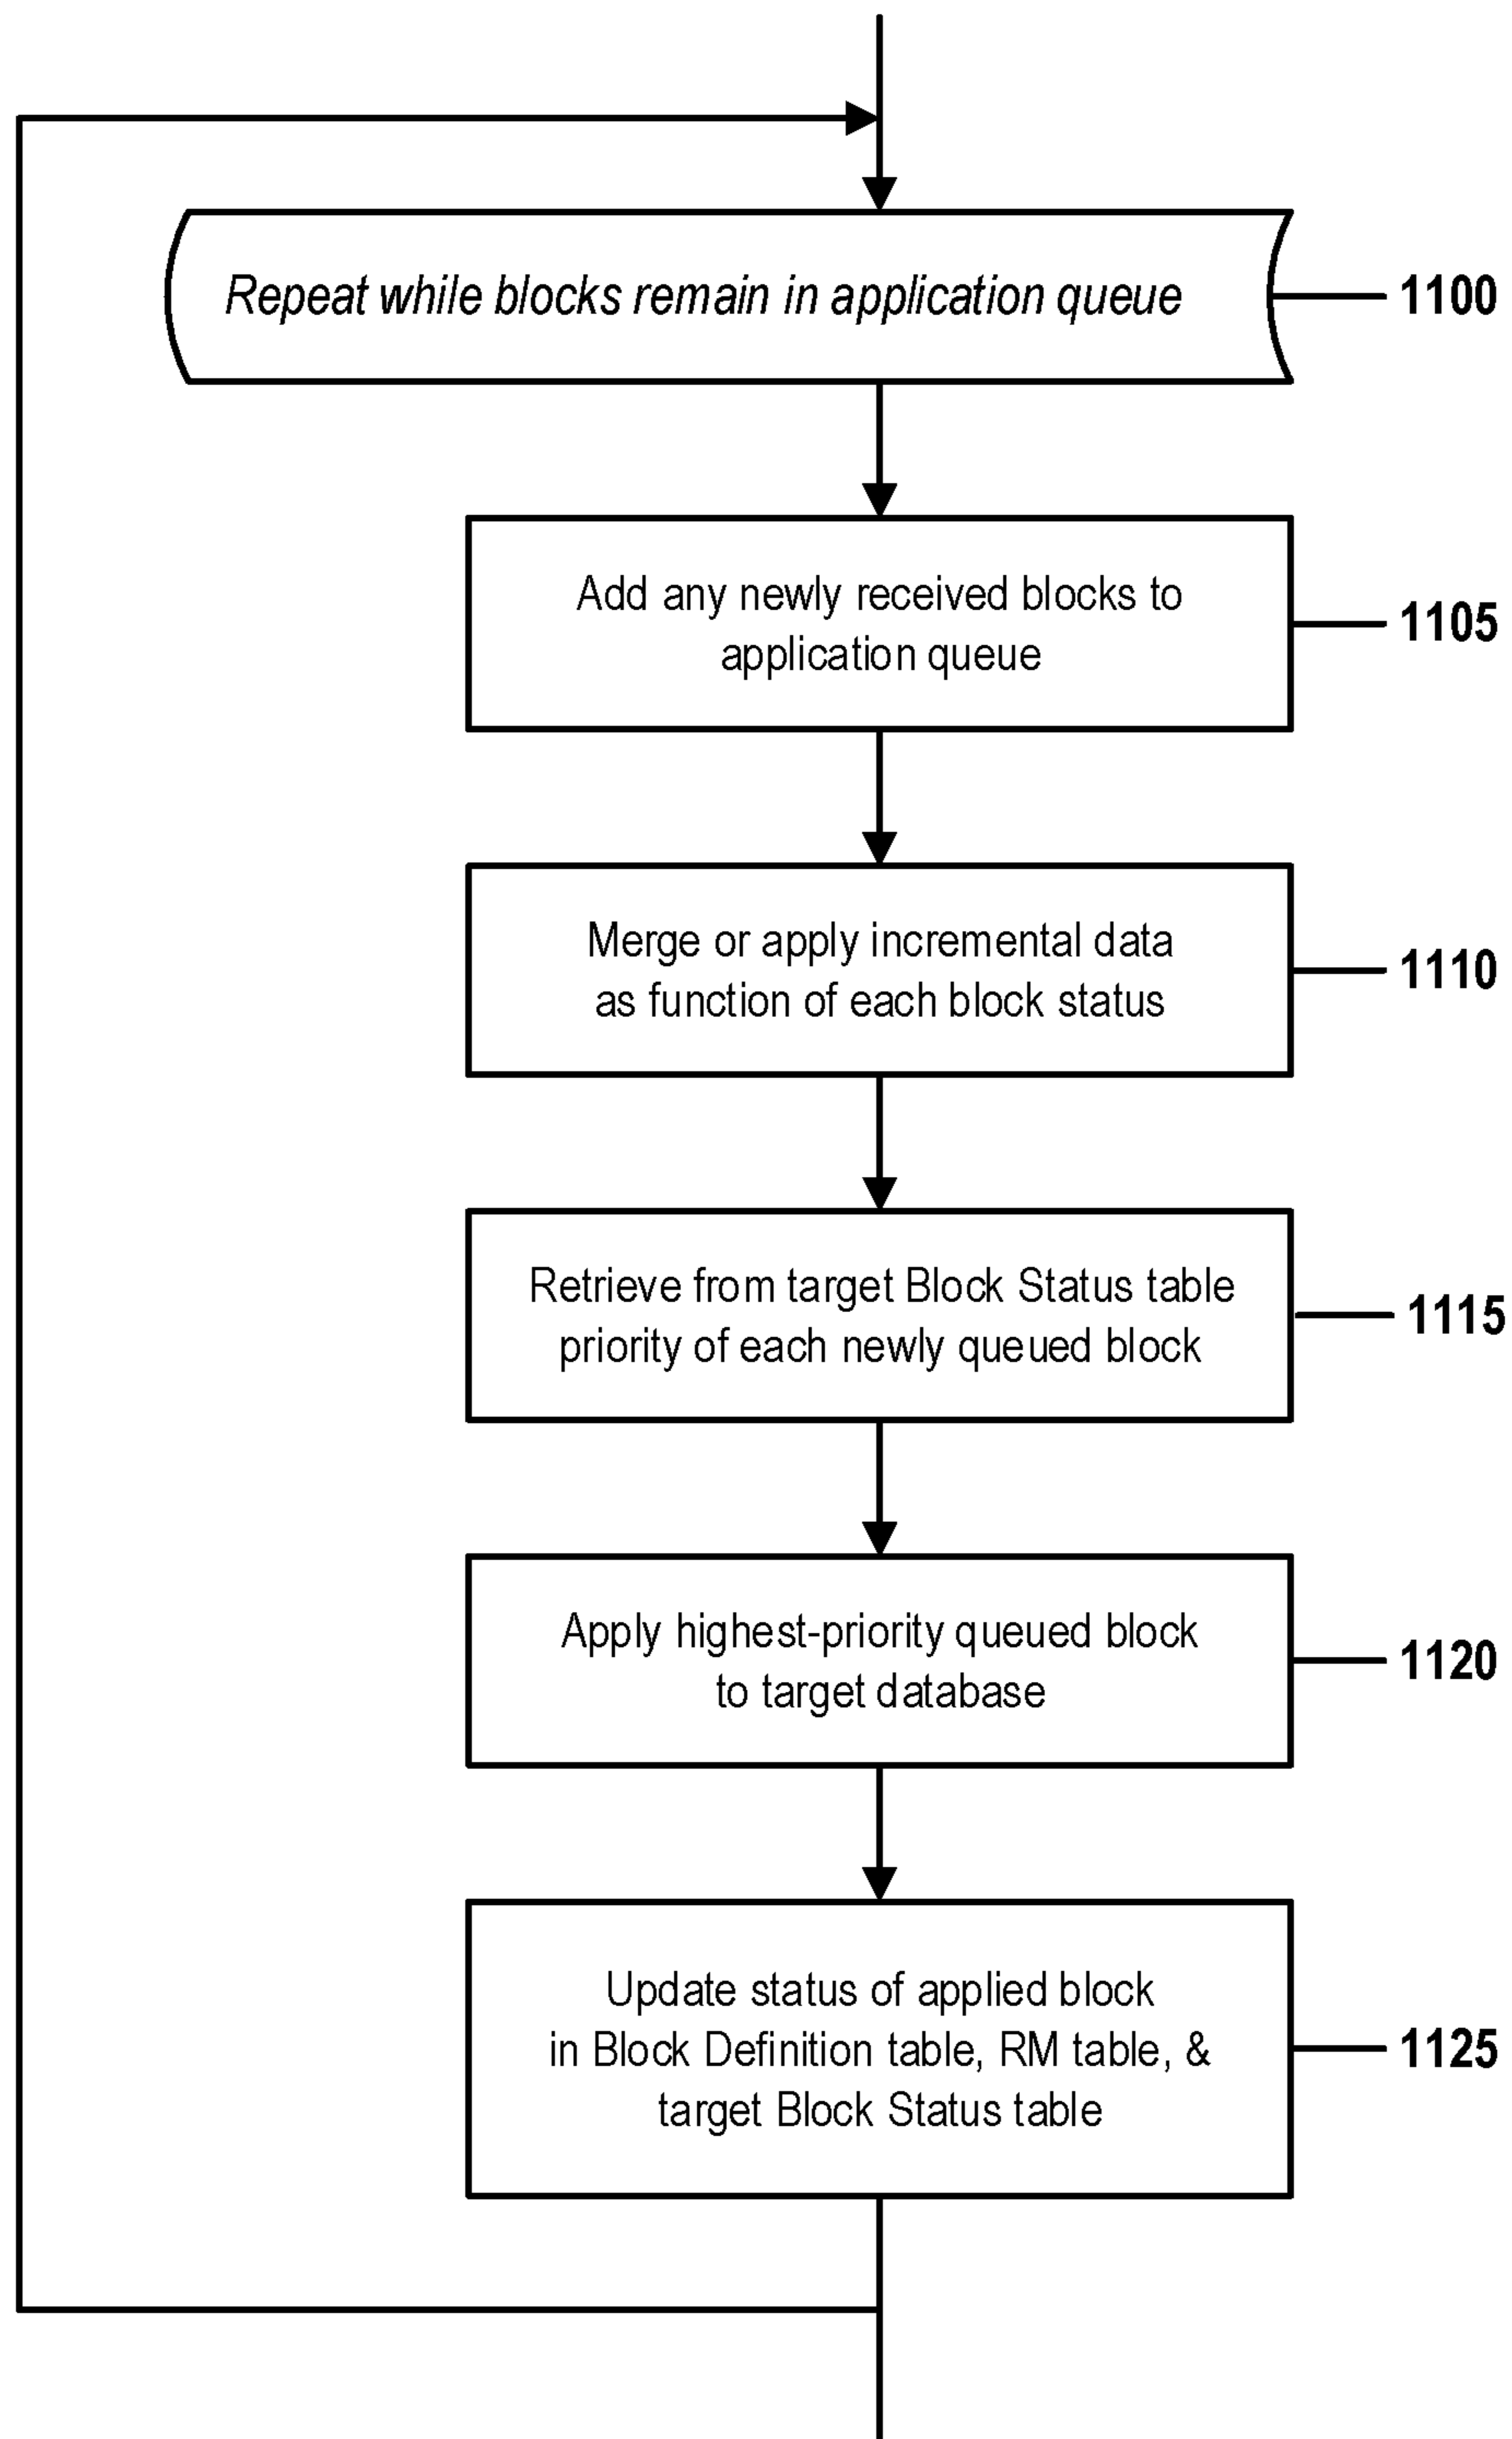 Repeat while blocks remain in application queue
1100
Add any newly received blocks to
application queue
1105
Merge or apply incremental data
as function of each block status
1110
Retrieve from target Block Status table
priority of each newly queued block
1115
Apply highest-priority queued block
to target database
1120
Update status of applied block
in Block Definition table, RM table, &
target Block Status table
1125